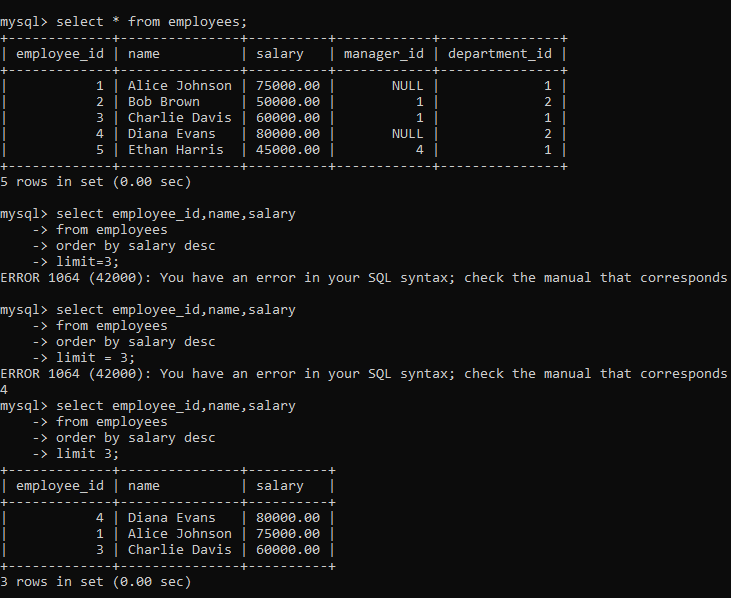 mysql> select * from employees;
+-------------+---------------+----------+------------+---------------+
| employee_id | name          | salary   | manager_id | department_id |
+-------------+---------------+----------+------------+---------------+
|           1 | Alice Johnson | 75000.00 |       NULL |             1 |
|           2 | Bob Brown     | 50000.00 |          1 |             2 |
|           3 | Charlie Davis | 60000.00 |          1 |             1 |
|           4 | Diana Evans   | 80000.00 |       NULL |             2 |
|           5 | Ethan Harris  | 45000.00 |          4 |             1 |
+-------------+---------------+----------+------------+---------------+
5 rows in set (0.00 sec)

mysql> select employee_id,name,salary
    -> from employees
    -> order by salary desc
    -> limit=3;
ERROR 1064 (42000): You have an error in your SQL syntax; check the manual that corresponds

mysql> select employee_id,name,salary
    -> from employees
    -> order by salary desc
    -> limit = 3;
ERROR 1064 (42000): You have an error in your SQL syntax; check the manual that corresponds
4
mysql> select employee_id,name,salary
    -> from employees
    -> order by salary desc
    -> limit 3;
+-------------+---------------+----------+
| employee_id | name          | salary   |
+-------------+---------------+----------+
|           4 | Diana Evans   | 80000.00 |
|           1 | Alice Johnson | 75000.00 |
|           3 | Charlie Davis | 60000.00 |
+-------------+---------------+----------+
3 rows in set (0.00 sec)